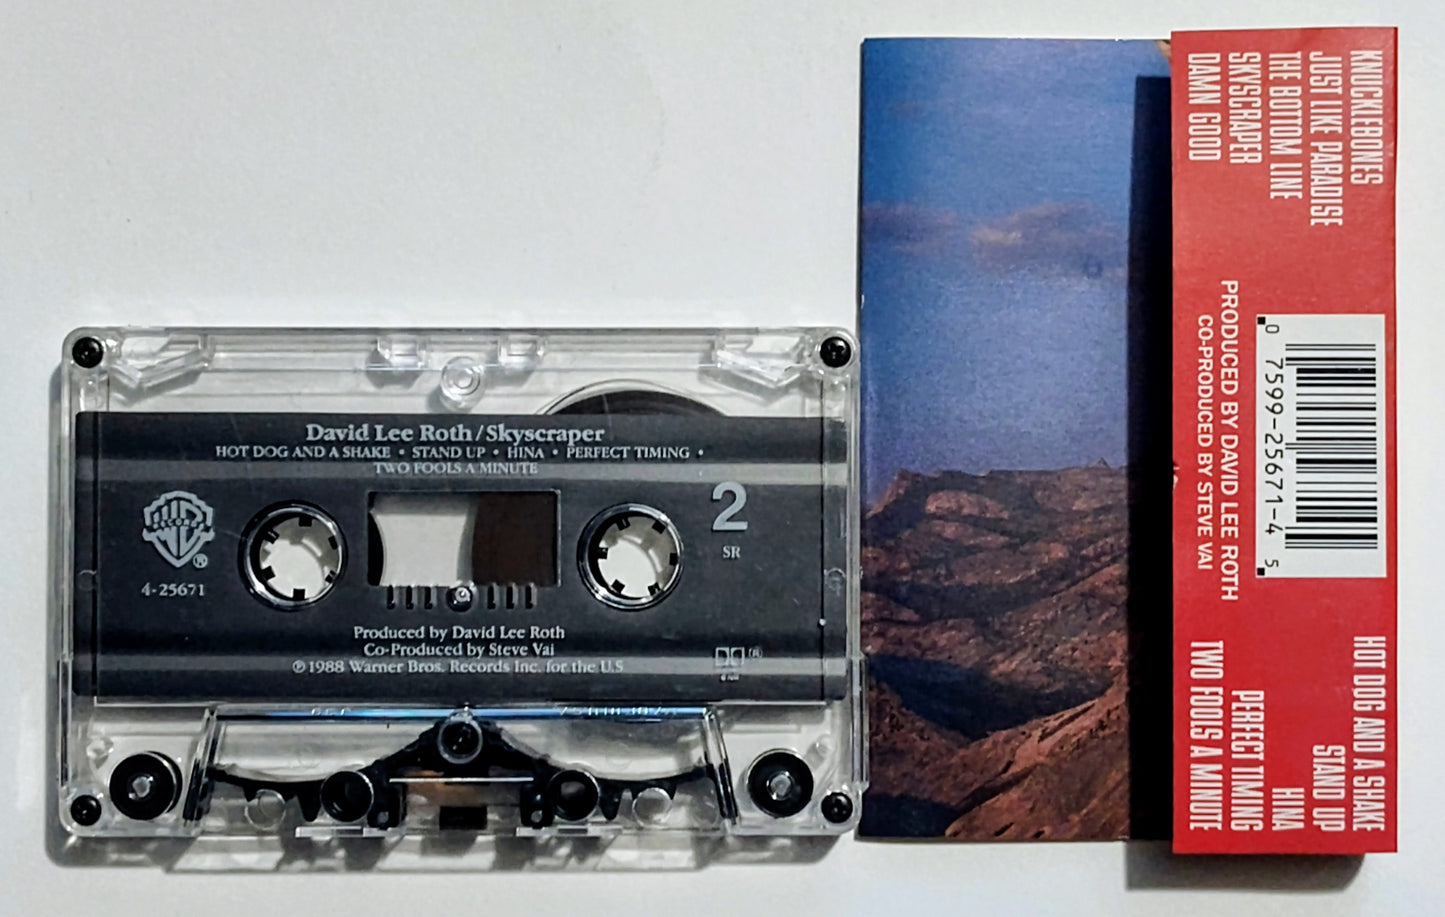 David Lee Roth/Skyscraper
HOT DOG AND A SHAKE • STAND UP • HINA • PERFECT TIMING •
TWO FOOLS A MINUTE
2
SR
4-25671
Produced by David Lee Roth
Co-Produced by Steve Vai
℗1988 Warner Bros. Records Inc. for the U.S
KNUCKLEBONES
JUST LIKE PARADISE
THE BOTTOM LINE
SKYSCRAPER
DAMN GOOD
0 7599-25671-4 5
PRODUCED BY DAVID LEE ROTH
CO-PRODUCED BY STEVE VAI
HOT DOG AND A SHAKE
STAND UP
HINA
PERFECT TIMING
TWO FOOLS A MINUTE